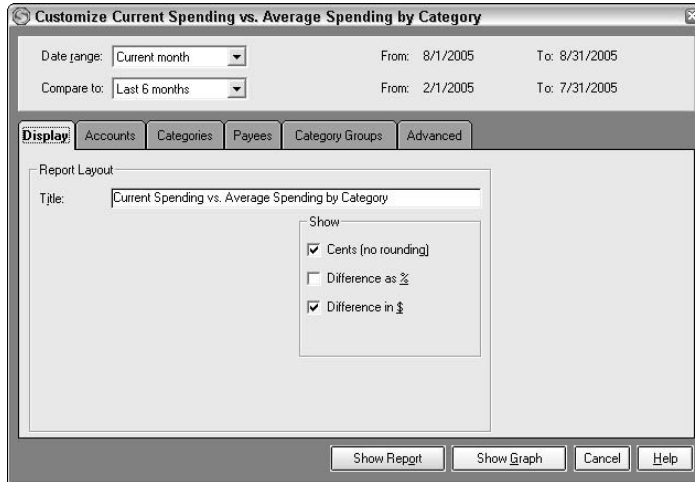 Customize Current Spending vs. Average Spending by Category
Date range: Current month From: 8/1/2005 To: 8/31/2005
Compare to: Last 6 months From: 2/1/2005 To: 7/31/2005
Display Accounts Categories Payees Category Groups Advanced
Report Layout
Title: Current Spending vs. Average Spending by Category
Show
Cents (no rounding)
Difference as %
Difference in $
Show Report Show Graph Cancel Help